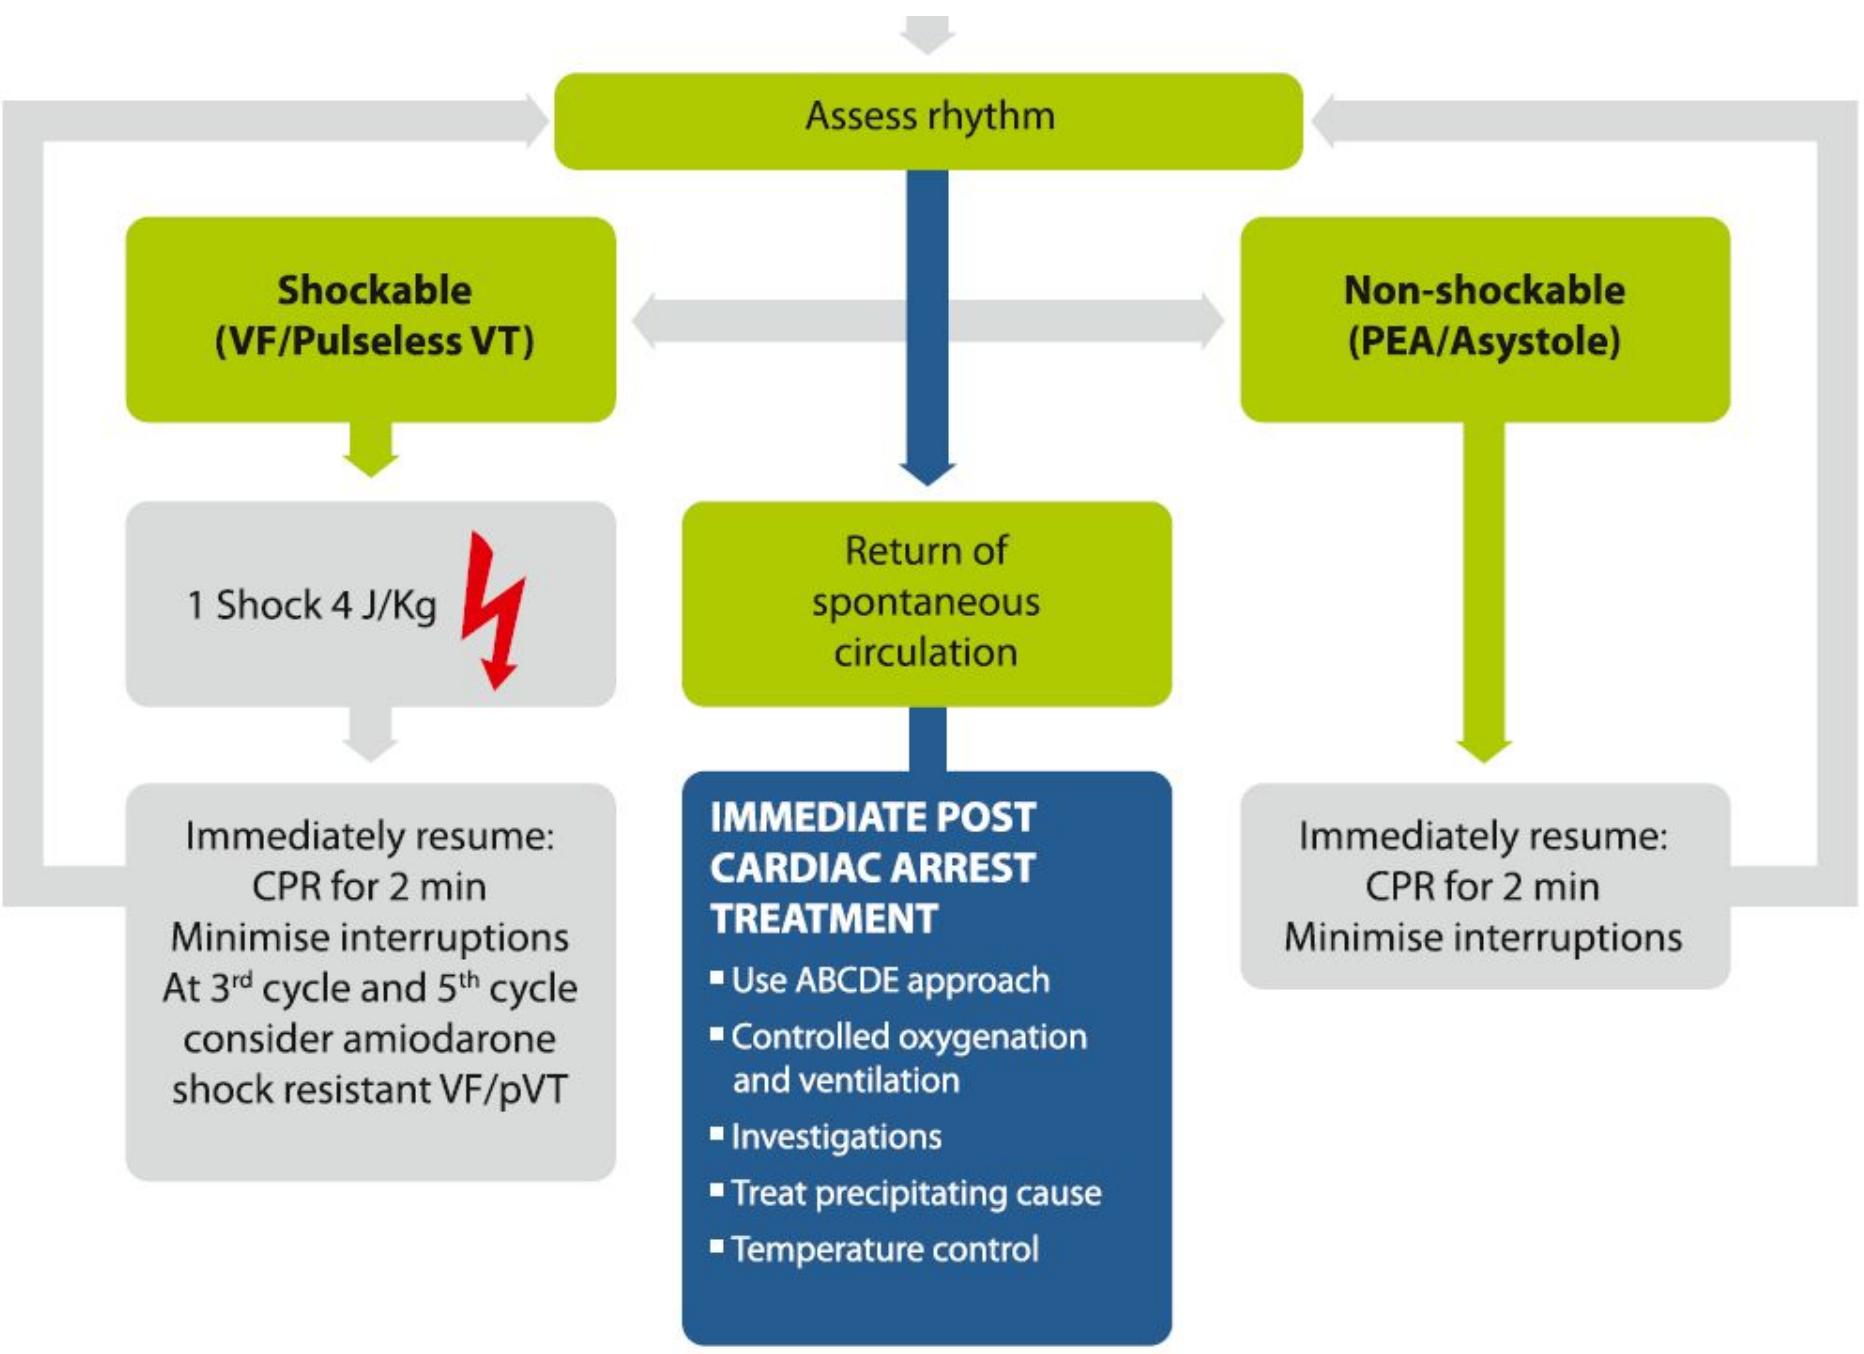 Assess rhythm
Shockable
(VF/Pulseless VT)
Non-shockable
(PEA/Asystole)
1 Shock 4 J/Kg
Return of
spontaneous
circulation
Immediately resume:
CPR for 2 min
Minimise interruptions
At 3rd cycle and 5th cycle
consider amiodarone
shock resistant VF/pVT
IMMEDIATE POST
CARDIAC ARREST
TREATMENT
▪ Use ABCDE approach
▪ Controlled oxygenation
and ventilation
▪ Investigations
▪ Treat precipitating cause
▪ Temperature control
Immediately resume:
CPR for 2 min
Minimise interruptions